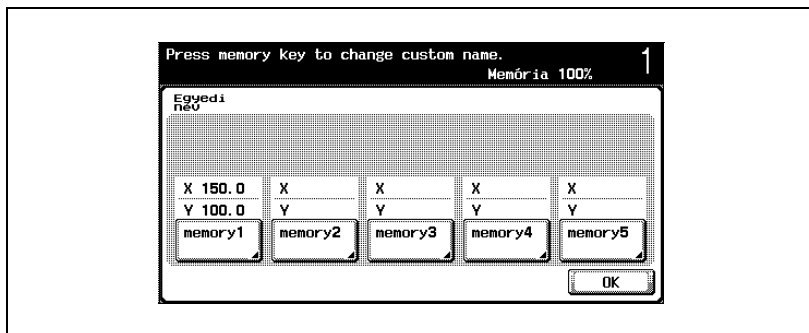 Press memory key to change custom name.
Memória 100% 1
Egyedi
név
X 150.0 X X X X
Y 100.0 Y Y Y Y
memory1 memory2 memory3 memory4 memory5
OK